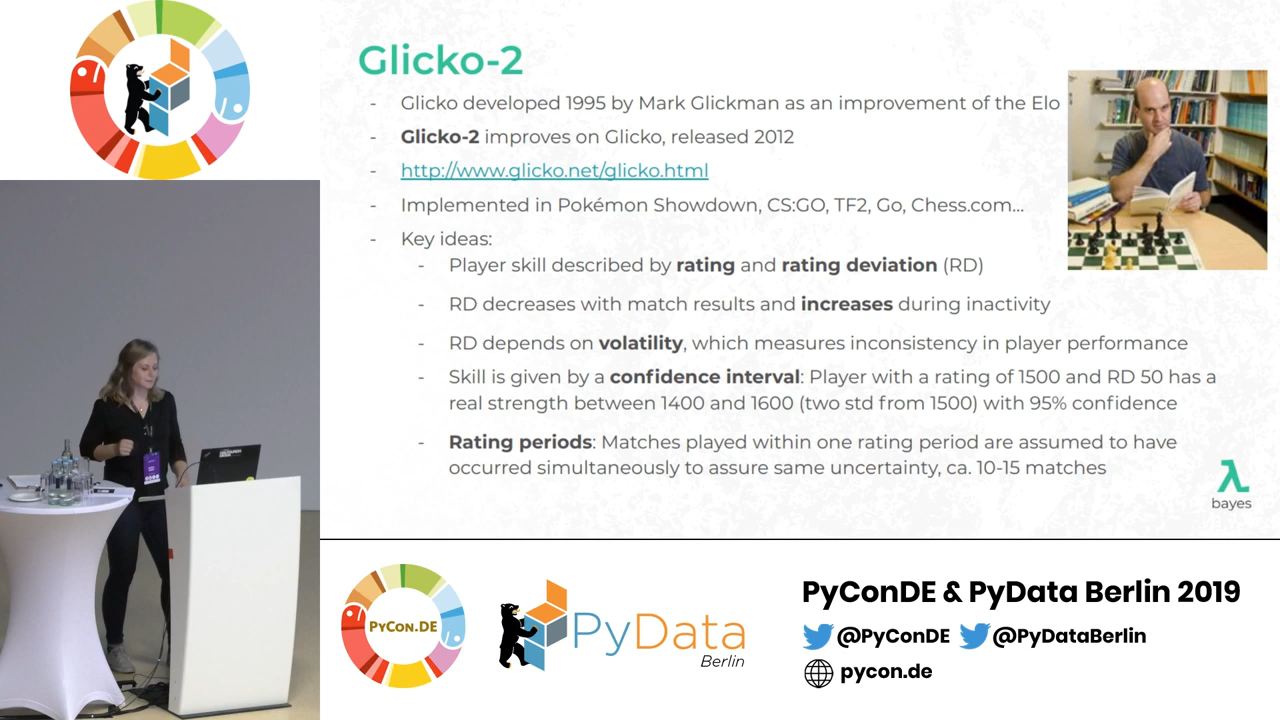 Glicko-2
- Glicko developed 1995 by Mark Glickman as an improvement of the Elo
- Glicko-2 improves on Glicko, released 2012
- http://www.glicko.net/glicko.html
- Implemented in Pokémon Showdown, CS:GO, TF2, Go, Chess.com...
- Key ideas:
- Player skill described by rating and rating deviation (RD)
- RD decreases with match results and increases during inactivity
- RD depends on volatility, which measures inconsistency in player performance
- Skill is given by a confidence interval: Player with a rating of 1500 and RD 50 has a
real strength between 1400 and 1600 (two std from 1500) with 95% confidence
- Rating periods: Matches played within one rating period are assumed to have
occurred simultaneously to assure same uncertainty, ca. 10-15 matches
λ
bayes
PYCON.DE
PyData
Berlin
PyConDE & PyData Berlin 2019
@PyConDE @PyDataBerlin
pycon.de